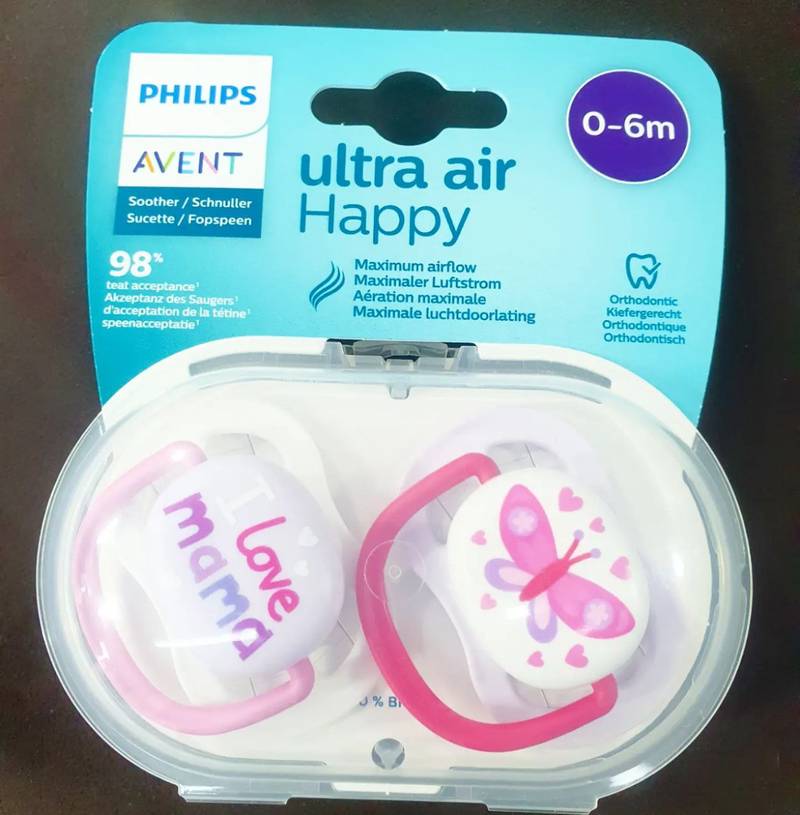 PHILIPS
AVENT
Soother / Schnuller
Sucette / Fopspeen
98%
teat acceptance¹
Akzeptanz des Saugers¹
d'acceptation de la tétine¹
speenacceptatie¹
ultra air
Happy
0-6m
Maximum airflow
Maximaler Luftstrom
Aération maximale
Maximale luchtdoorlating
Orthodontic
Kiefergerecht
Orthodontique
Orthodontisch
I love
mama